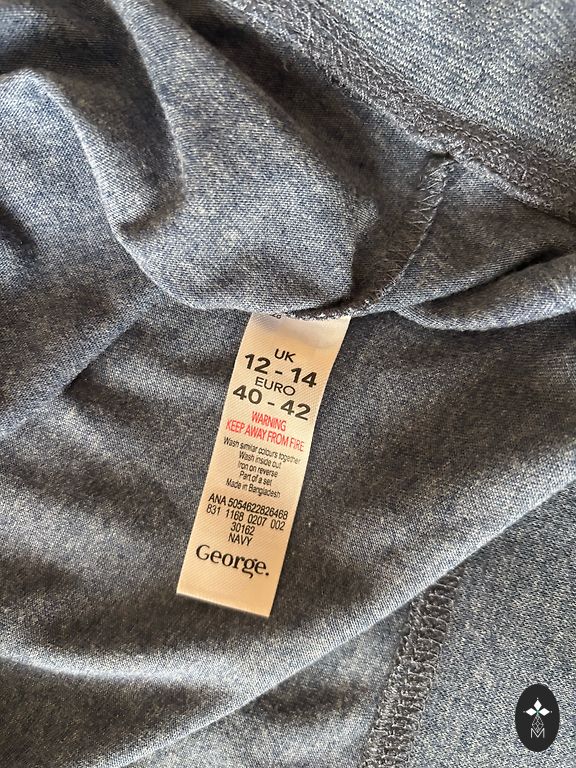 UK
12 - 14
EURO
40 - 42
WARNING
KEEP AWAY FROM FIRE
Wash similar colours together
Wash inside out
Iron on reverse
Part of a set
Made in Bangladesh
ANA 5054622826468
831 1168 0207 002
30162
NAVY
George.
M